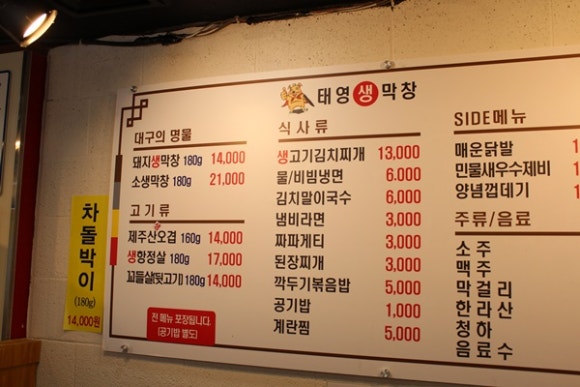 태영생막창
대구의 명물
돼지생막창 180g 14,000
소생막창 180g 21,000
고기류
제주산오겹 160g 14,000
생항정살 180g 17,000
꼬들살(뒷고기) 180g 14,000
전 메뉴 포장됩니다.
[공기밥 별도]
식사류
생고기김치찌개 13,000
물/비빔냉면 6.000
김치말이국수 6,000
냄비라면 3,000
짜파게티 3,000
된장찌개 3,000
깍두기볶음밥 5,000
공기밥 1,000
계란찜 5,000
SIDE메뉴
매운닭발
민물새우수제비
양념껍데기
주류/음료
소주
맥주
막걸리
한라산
청하
음료수
차돌박이
(180g)
14,000원